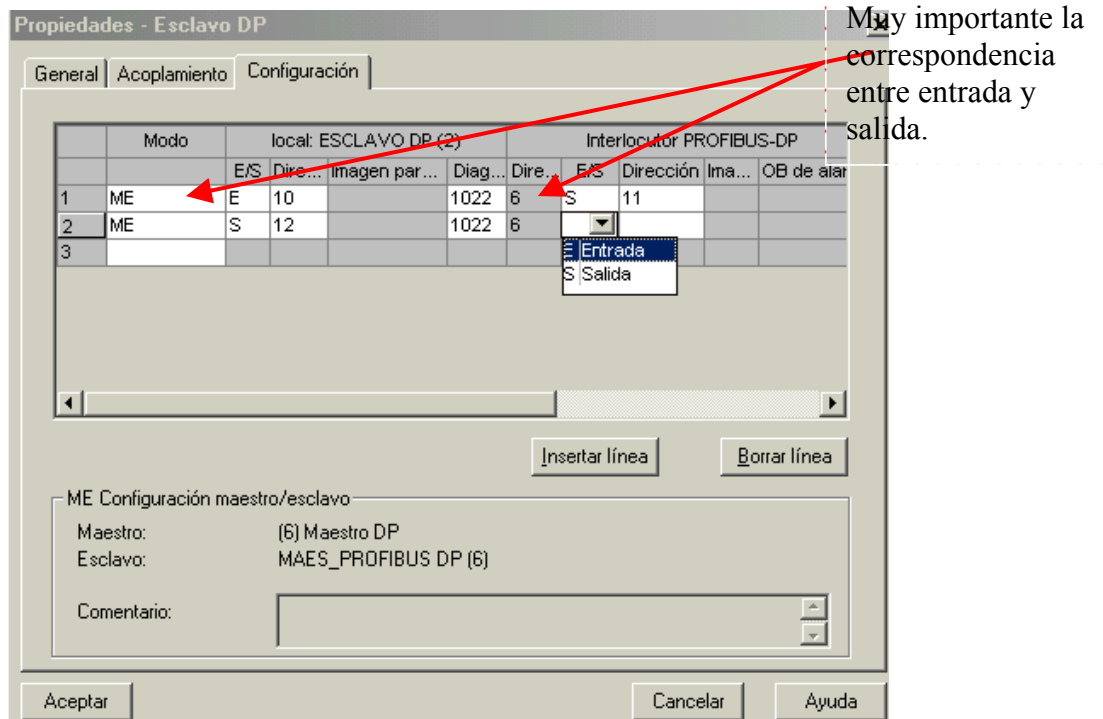 Propiedades - Esclavo DP
Muy importante la
correspondencia
entre entrada y
salida.
General Acoplamiento Configuración
Modo local: ESCLAVO DP (2) Interlocutor PROFIBUS-DP
E/S Dire... Imagen par... Diag... Dire... E/S Dirección Ima... OB de alar
1 ME E 10 1022 6 S 11
2 ME S 12 1022 6
3
E Entrada
S Salida
Insertar línea Borrar línea
ME Configuración maestro/esclavo
Maestro: (6) Maestro DP
Esclavo: MAES_PROFIBUS DP (6)
Comentario:
Aceptar Cancelar Ayuda